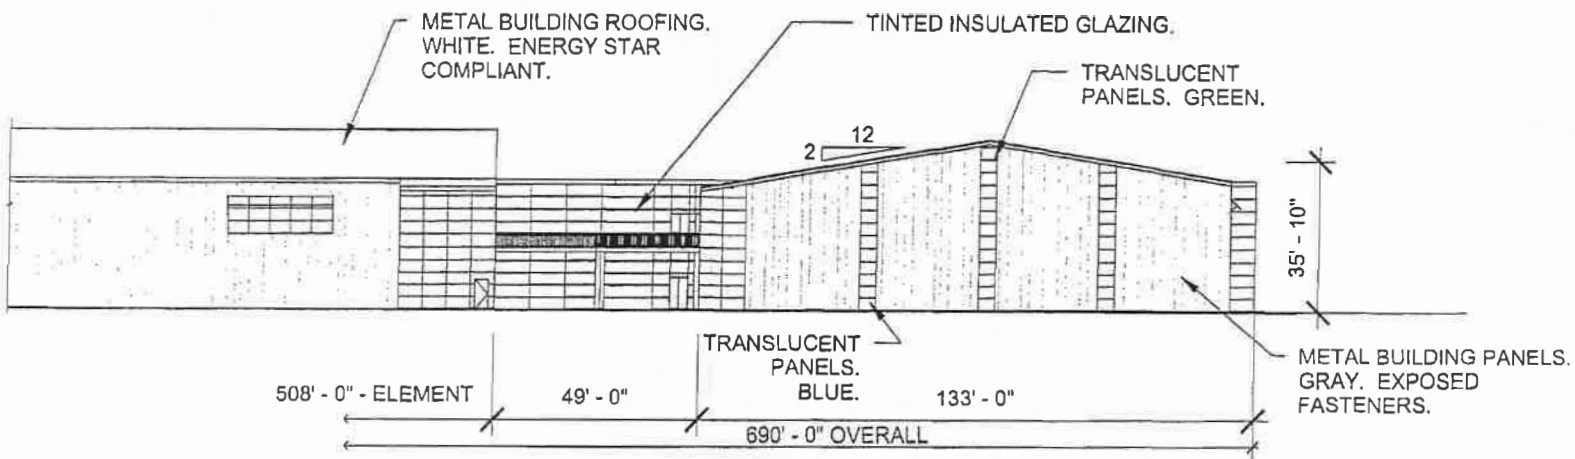 METAL BUILDING ROOFING.
WHITE. ENERGY STAR
COMPLIANT.
TINTED INSULATED GLAZING.
TRANSLUCENT
PANELS. GREEN.
12
2
35' - 10"
TRANSLUCENT
PANELS.
BLUE.
METAL BUILDING PANELS.
GRAY. EXPOSED
FASTENERS.
508' - 0" - ELEMENT
49' - 0"
133' - 0"
690' - 0" OVERALL